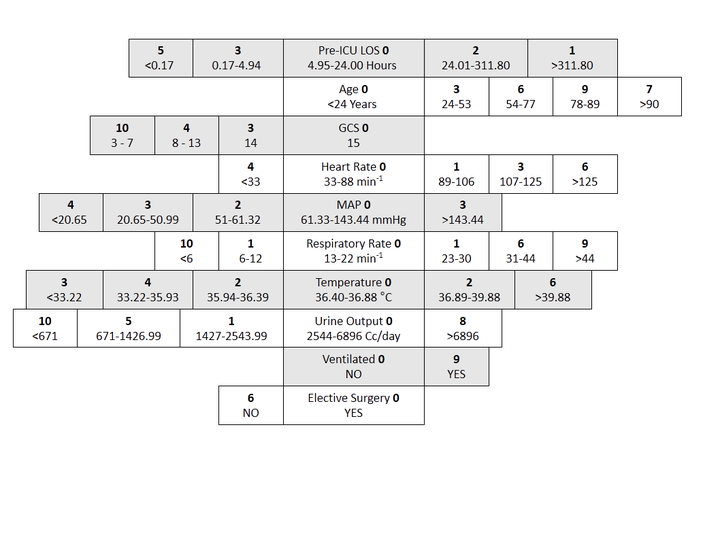 5 3 Pre-ICU LOS 0 2 1
<0.17 0.17-4.94 4.95-24.00 Hours 24.01-311.80 >311.80
Age 0 3 6 9 7
<24 Years 24-53 54-77 78-89 >90
10 4 3 GCS 0
3 - 7 8 - 13 14 15
4 Heart Rate 0 1 3 6
<33 33-88 min-1 89-106 107-125 >125
4 3 2 MAP 0 3
<20.65 20.65-50.99 51-61.32 61.33-143.44 mmHg >143.44
10 1 Respiratory Rate 0 1 6 9
<6 6-12 13-22 min-1 23-30 31-44 >44
3 4 2 Temperature 0 2 6
<33.22 33.22-35.93 35.94-36.39 36.40-36.88 °C 36.89-39.88 >39.88
10 5 1 Urine Output 0 8
<671 671-1426.99 1427-2543.99 2544-6896 Cc/day >6896
Ventilated 0 9
NO YES
6 Elective Surgery 0
NO YES